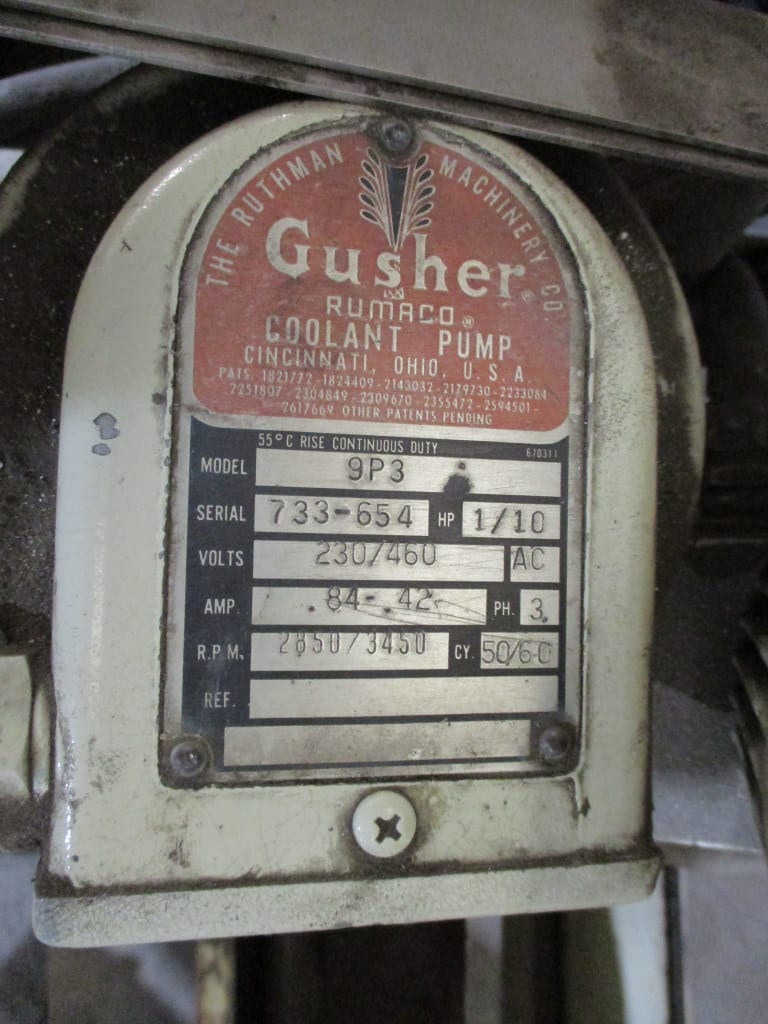 THE RUTHMAN MACHINERY CO.
Gusher®
RUMACO®
COOLANT PUMP
CINCINNATI, OHIO, U.S.A.
PATS. 1821772-1824409-2143032-2179730-2233084
2251807-2304849-2309670-2355472-2594501-
2617669 OTHER PATENTS PENDING
55°C RISE CONTINUOUS DUTY 670311
MODEL 9P3
SERIAL 733-654 HP 1/10
VOLTS 230/460 AC
AMP. .84-.42 PH. 3
R.P.M. 2850/3450 CY. 50/60
REF.